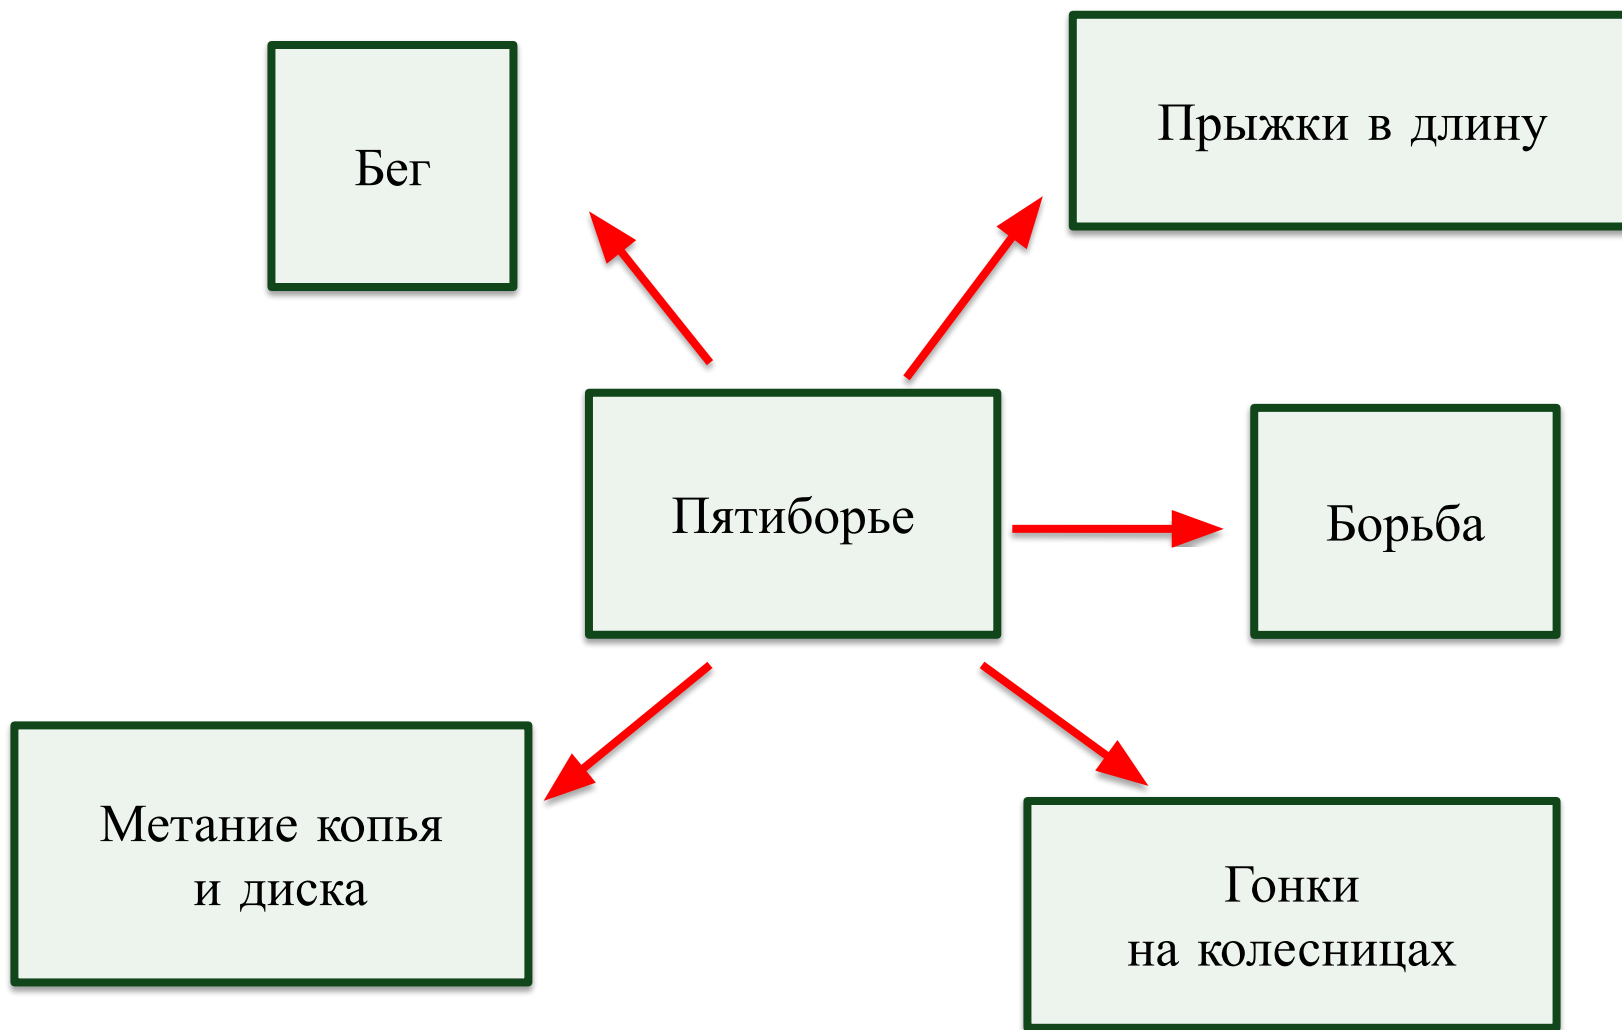 Бег
Прыжки в длину
Пятиборье
Борьба
Метание копья
и диска
Гонки
на колесницах